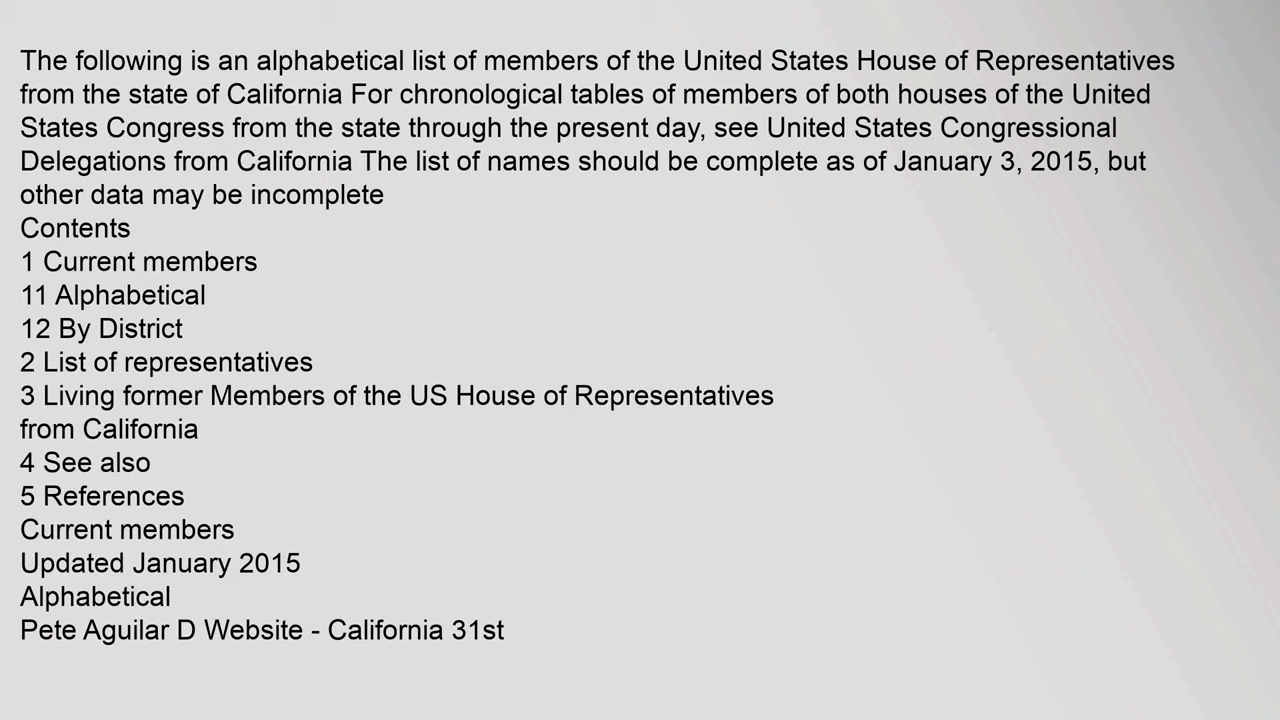 The following is an alphabetical list of members of the United States House of Representatives
from the state of California For chronological tables of members of both houses of the United
States Congress from the state through the present day, see United States Congressional
Delegations from California The list of names should be complete as of January 3, 2015, but
other data may be incomplete
Contents
1 Current members
11 Alphabetical
12 By District
2 List of representatives
3 Living former Members of the US House of Representatives
from California
4 See also
5 References
Current members
Updated January 2015
Alphabetical
Pete Aguilar D Website - California 31st